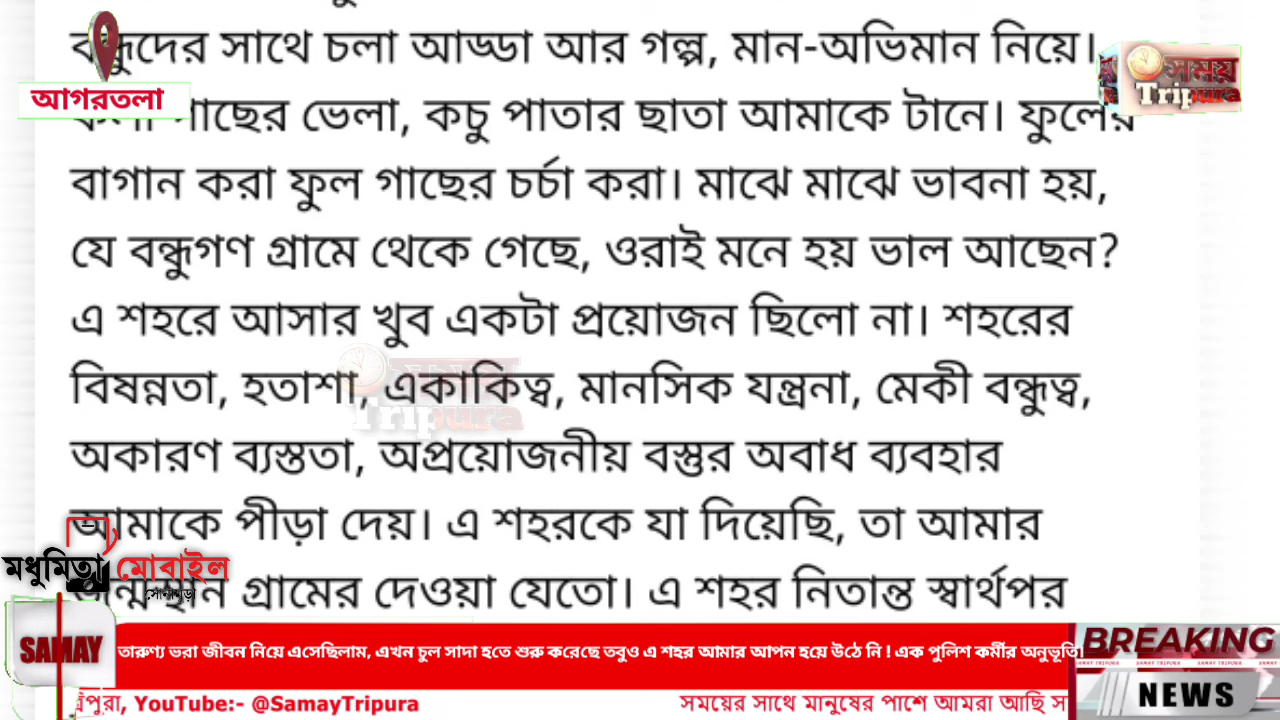 বন্ধুদের সাথে চলা আড্ডা আর গল্প, মান-অভিমান নিয়ে।
আগরতলা
সময়
Tripura
গাছের ভেলা, কচু পাতার ছাতা আমাকে টানে। ফুলের
বাগান করা ফুল গাছের চর্চা করা। মাঝে মাঝে ভাবনা হয়,
যে বন্ধুগণ গ্রামে থেকে গেছে, ওরাই মনে হয় ভাল আছেন?
এ শহরে আসার খুব একটা প্রয়োজন ছিলো না। শহরের
বিষন্নতা, হতাশা, একাকিত্ব, মানসিক যন্ত্রনা, মেকী বন্ধুত্ব,
Tripura
অকারণ ব্যস্ততা, অপ্রয়োজনীয় বস্তুর অবাধ ব্যবহার
আমাকে পীড়া দেয়। এ শহরকে যা দিয়েছি, তা আমার
মধুমিতা মোবাইল
সোনামুড়া
গ্রামের দেওয়া যেতো। এ শহর নিতান্ত স্বার্থপর
SAMAY
তারুণ্য ভরা জীবন নিয়ে এসেছিলাম, এখন চুল সাদা হতে শুরু করেছে তবুও এ শহর আমার আপন হয়ে উঠে নি ! এক পুলিশ কর্মীর অনুভূতি
BREAKING
NEWS
YouTube:- @SamayTripura
সময়ের সাথে মানুষের পাশে আমরা আছি